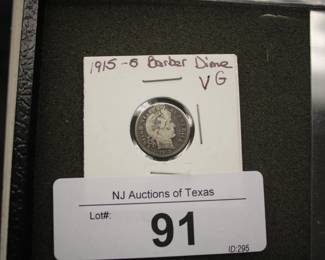 1915-S Barber Dime
VG
NJ Auctions of Texas
Lot#:
91
ID:295